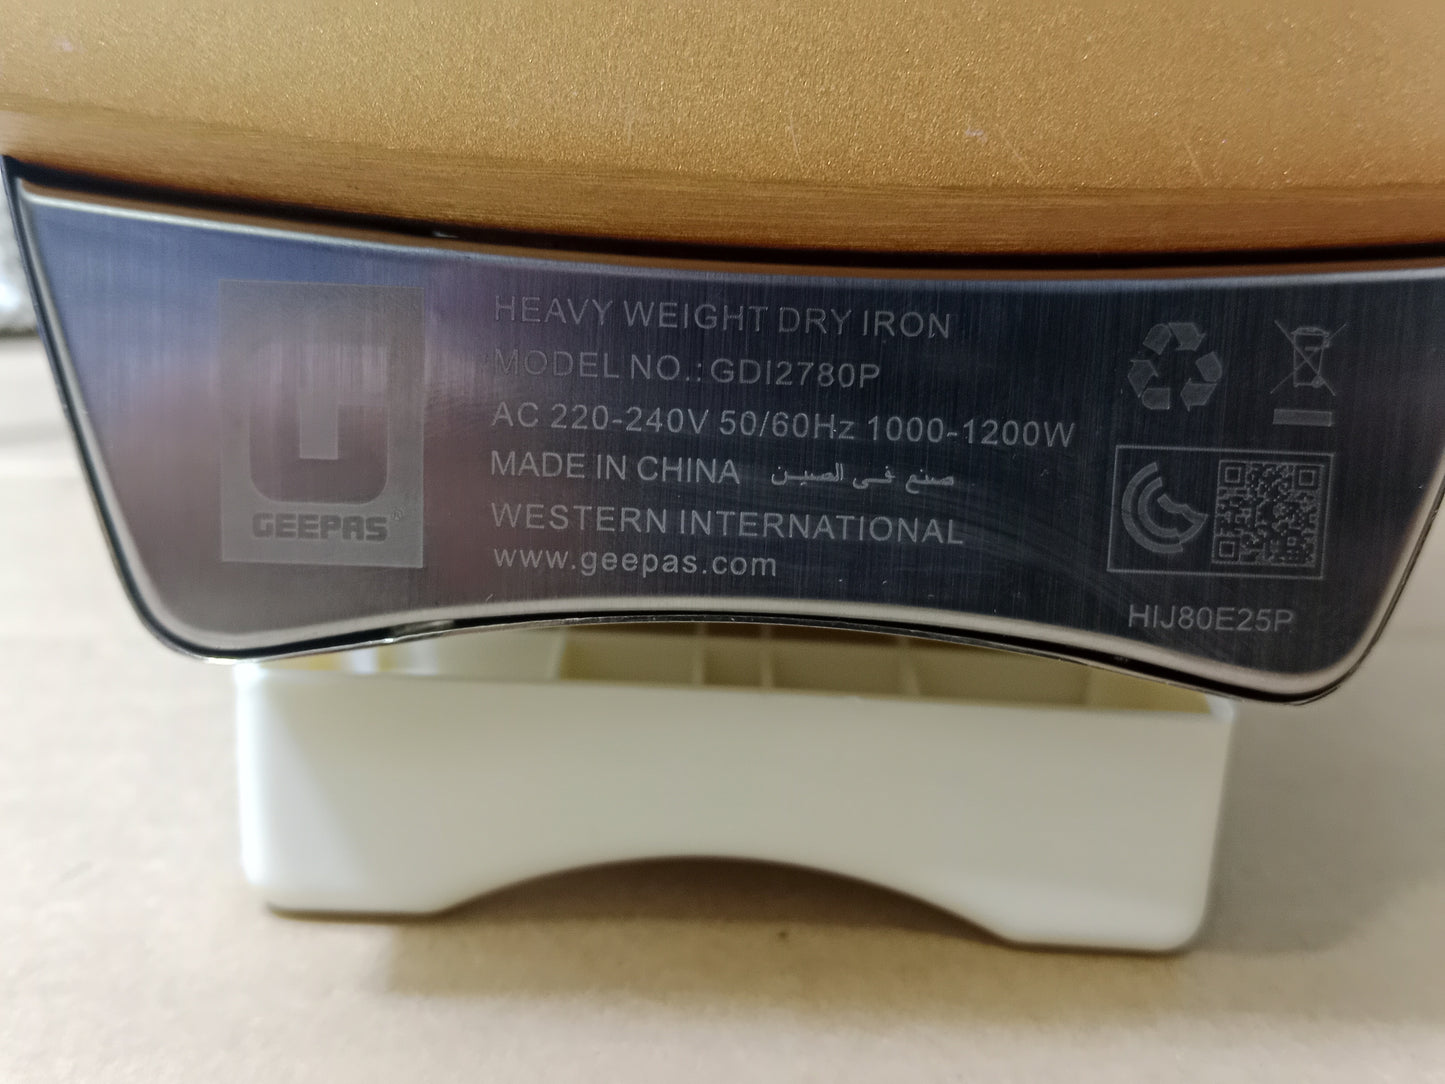 GEEPAS®
HEAVY WEIGHT DRY IRON
MODEL NO.: GDI2780P
AC 220-240V 50/60Hz 1000-1200W
MADE IN CHINA صنع في الصين
WESTERN INTERNATIONAL
www.geepas.com
HIJ80E25P